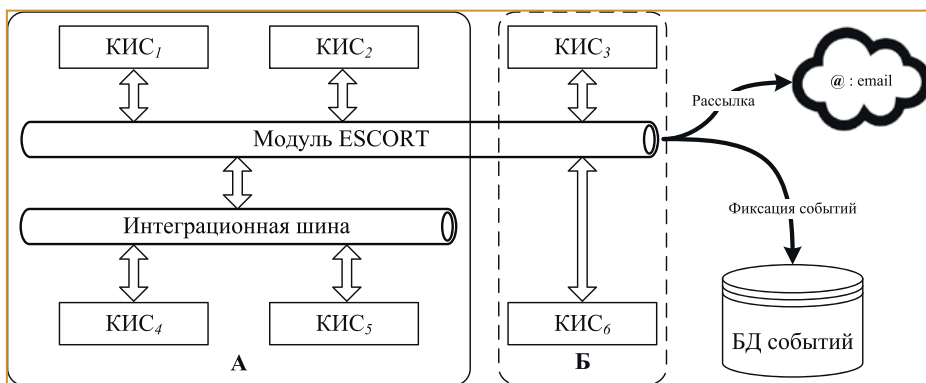 КИС1
КИС2
КИС3
@ : email
Рассылка
Модуль ESCORT
Фиксация событий
Интеграционная шина
КИС4
КИС5
КИС6
БД событий
А
Б